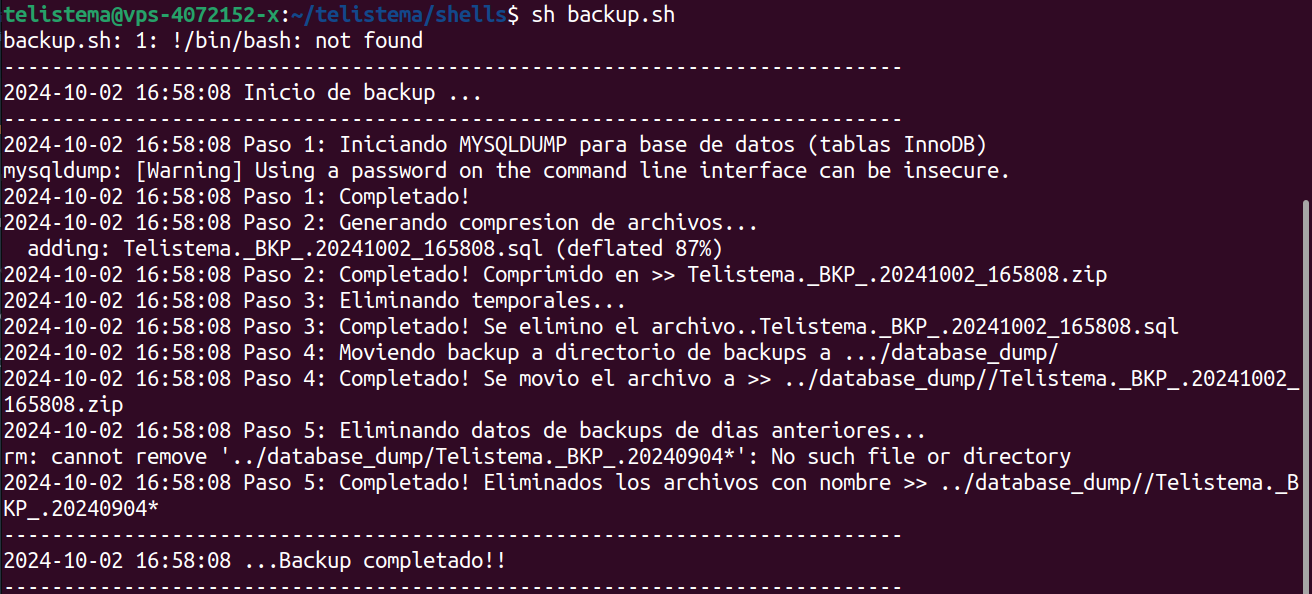 telistema@vps-4072152-x:~/telistema/shells$ sh backup.sh
backup.sh: 1: !/bin/bash: not found
---------------------------------------------------------------------------
2024-10-02 16:58:08 Inicio de backup ...
---------------------------------------------------------------------------
2024-10-02 16:58:08 Paso 1: Iniciando MYSQLDUMP para base de datos (tablas InnoDB)
mysqldump: [Warning] Using a password on the command line interface can be insecure.
2024-10-02 16:58:08 Paso 1: Completado!
2024-10-02 16:58:08 Paso 2: Generando compresion de archivos...
  adding: Telistema._BKP_.20241002_165808.sql (deflated 87%)
2024-10-02 16:58:08 Paso 2: Completado! Comprimido en >> Telistema._BKP_.20241002_165808.zip
2024-10-02 16:58:08 Paso 3: Eliminando temporales...
2024-10-02 16:58:08 Paso 3: Completado! Se elimino el archivo..Telistema._BKP_.20241002_165808.sql
2024-10-02 16:58:08 Paso 4: Moviendo backup a directorio de backups a .../database_dump/
2024-10-02 16:58:08 Paso 4: Completado! Se movio el archivo a >> ../database_dump//Telistema._BKP_.20241002_
165808.zip
2024-10-02 16:58:08 Paso 5: Eliminando datos de backups de dias anteriores...
rm: cannot remove '../database_dump/Telistema._BKP_.20240904*': No such file or directory
2024-10-02 16:58:08 Paso 5: Completado! Eliminados los archivos con nombre >> ../database_dump//Telistema._B
KP_.20240904*
---------------------------------------------------------------------------
2024-10-02 16:58:08 ...Backup completado!!
---------------------------------------------------------------------------